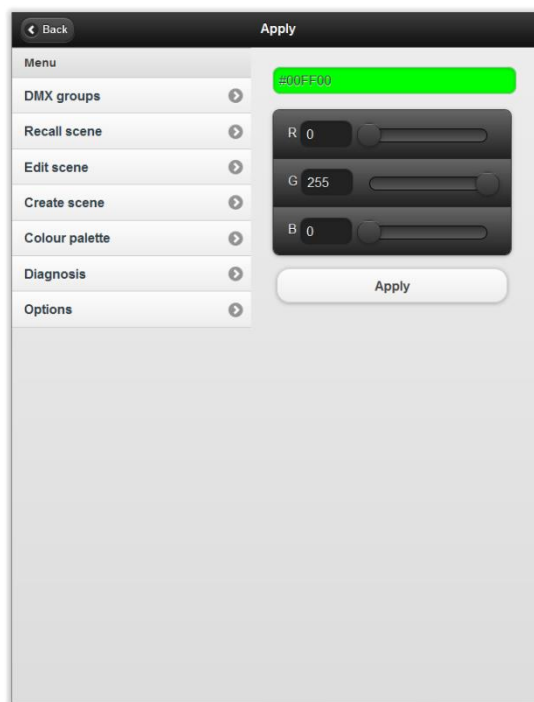 Back
Apply
Menu
DMX groups
Recall scene
Edit scene
Create scene
Colour palette
Diagnosis
Options
#00FF00
R 0
G 255
B 0
Apply